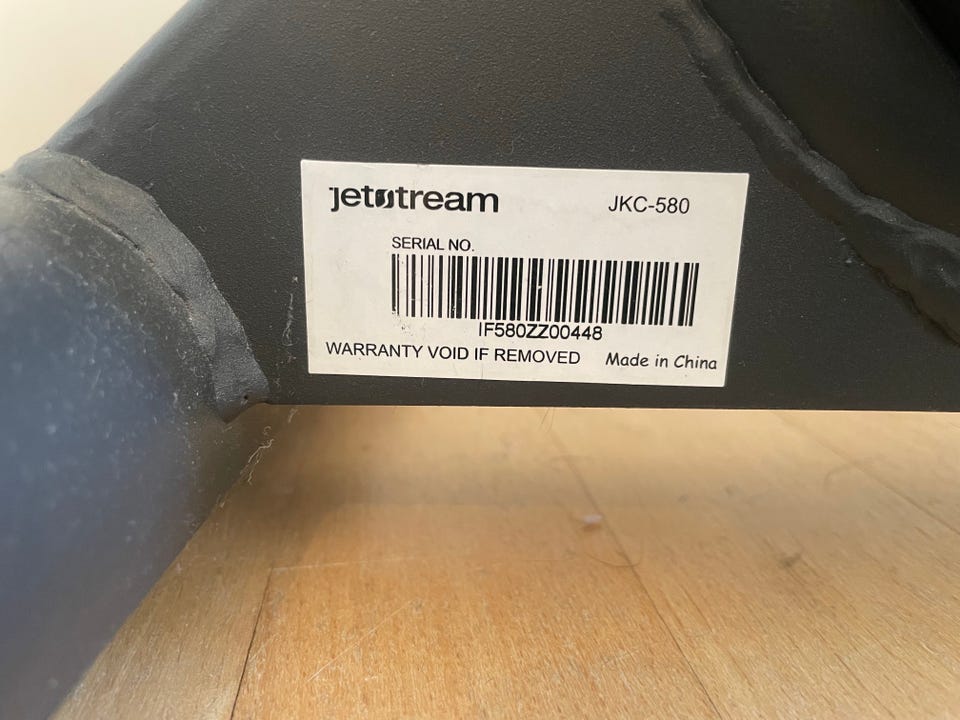 jetstream JKC-580
SERIAL NO.
IF580ZZ00448
WARRANTY VOID IF REMOVED Made in China